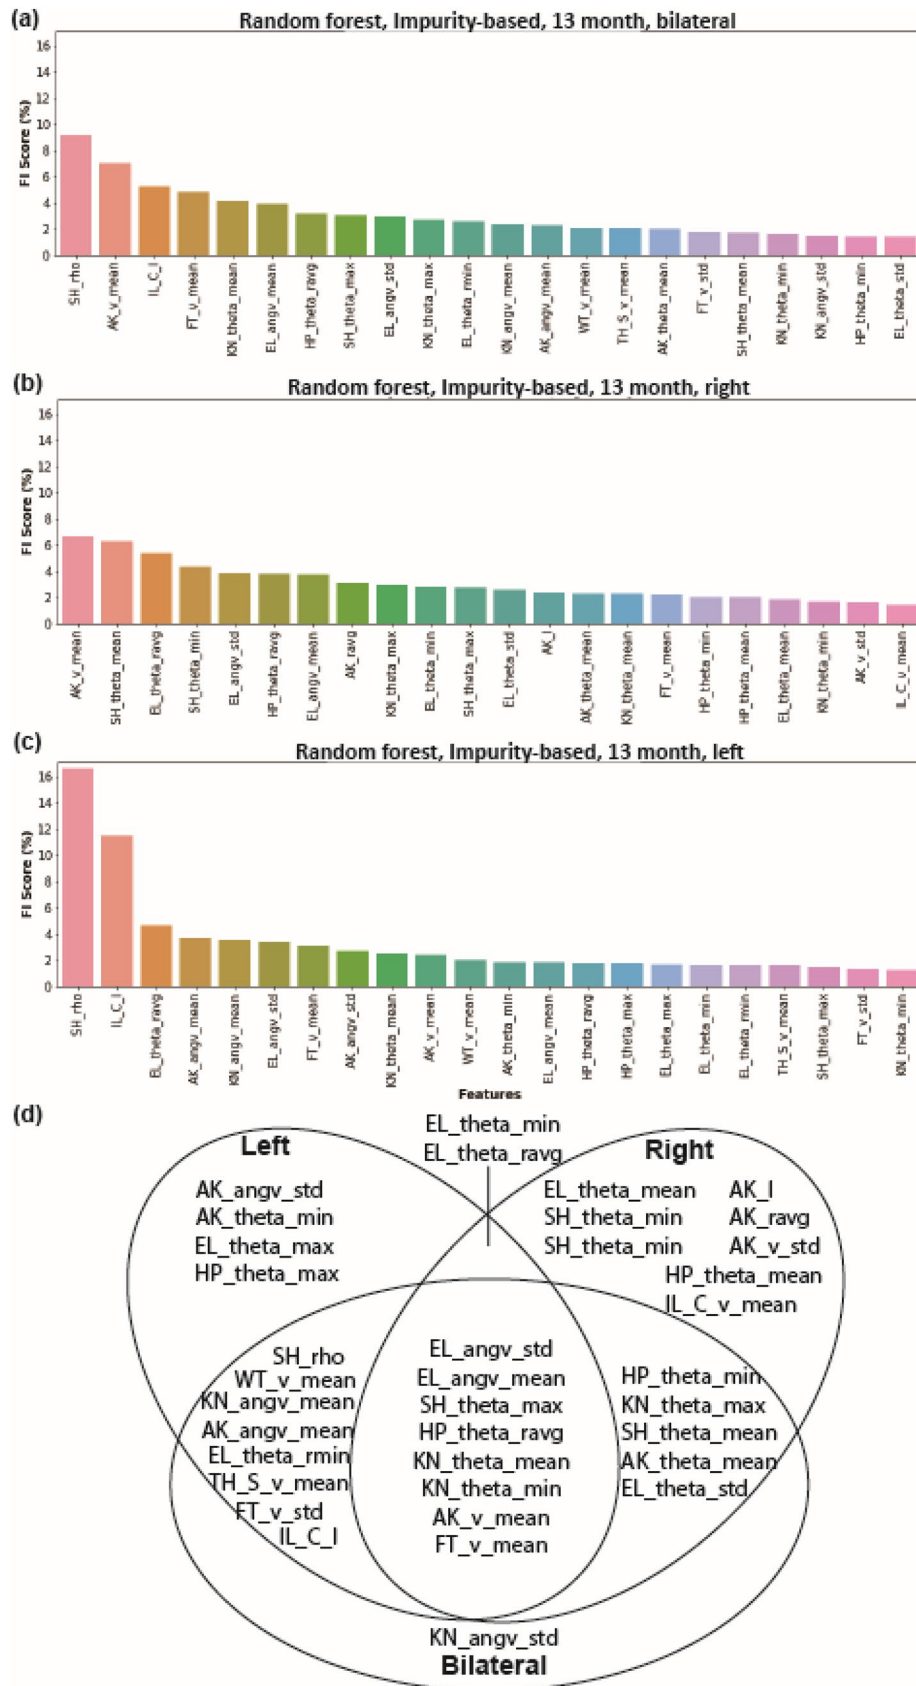 (a)
Random forest, Impurity-based, 13 month, bilateral
16
14
12
10
8
6
4
2
0
FI Score (%)
SH_rho
AK_v_mean
IL_C_l
FT_v_mean
KN_theta_mean
EL_angv_mean
HP_theta_ravg
SH_theta_max
EL_angv_std
KN_theta_max
EL_theta_rmin
KN_angv_mean
AK_angv_mean
WT_v_mean
TH_S_v_mean
AK_theta_mean
FT_v_std
SH_theta_mean
KN_theta_min
KN_angv_std
HP_theta_min
EL_theta_std
(b)
Random forest, Impurity-based, 13 month, right
16
14
12
10
8
6
4
2
0
FI Score (%)
AK_v_mean
SH_theta_mean
EL_theta_ravg
SH_theta_min
EL_angv_std
HP_theta_ravg
EL_angv_mean
AK_ravg
KN_theta_max
EL_theta_min
SH_theta_max
EL_theta_std
AK_l
AK_theta_mean
KN_theta_mean
FT_v_mean
HP_theta_min
HP_theta_mean
EL_theta_mean
KN_theta_min
AK_v_std
IL_C_v_mean
(c)
Random forest, Impurity-based, 13 month, left
16
14
12
10
8
6
4
2
0
FI Score (%)
SH_rho
IL_C_l
EL_theta_ravg
AK_angv_mean
KN_angv_mean
EL_angv_std
FT_v_mean
AK_angv_std
KN_theta_mean
AK_v_mean
WT_v_mean
AK_theta_min
EL_angv_mean
HP_theta_ravg
HP_theta_max
EL_theta_max
EL_theta_min
EL_theta_rmin
TH_S_v_mean
SH_theta_max
FT_v_std
KN_theta_min
Features
(d)
EL_theta_min
EL_theta_ravg
Left
AK_angv_std
AK_theta_min
EL_theta_max
HP_theta_max
Right
EL_theta_mean AK_l
SH_theta_min AK_ravg
SH_theta_min AK_v_std
HP_theta_mean
IL_C_v_mean
SH_rho
WT_v_mean
KN_angv_mean
AK_angv_mean
EL_theta_rmin
TH_S_v_mean
FT_v_std
IL_C_l
EL_angv_std
EL_angv_mean
SH_theta_max
HP_theta_ravg
KN_theta_mean
KN_theta_min
AK_v_mean
FT_v_mean
HP_theta_min
KN_theta_max
SH_theta_mean
AK_theta_mean
EL_theta_std
KN_angv_std
Bilateral